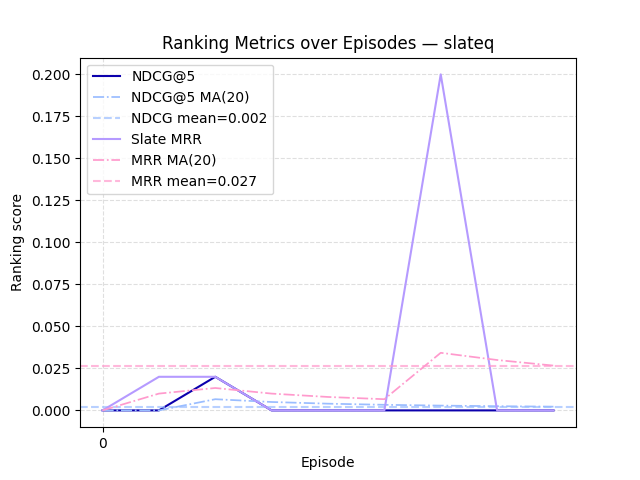 Ranking Metrics over Episodes — slateq
NDCG@5
NDCG@5 MA(20)
NDCG mean=0.002
Slate MRR
MRR MA(20)
MRR mean=0.027
0.200
0.175
0.150
0.125
0.100
0.075
0.050
0.025
0.000
Ranking score
0
Episode